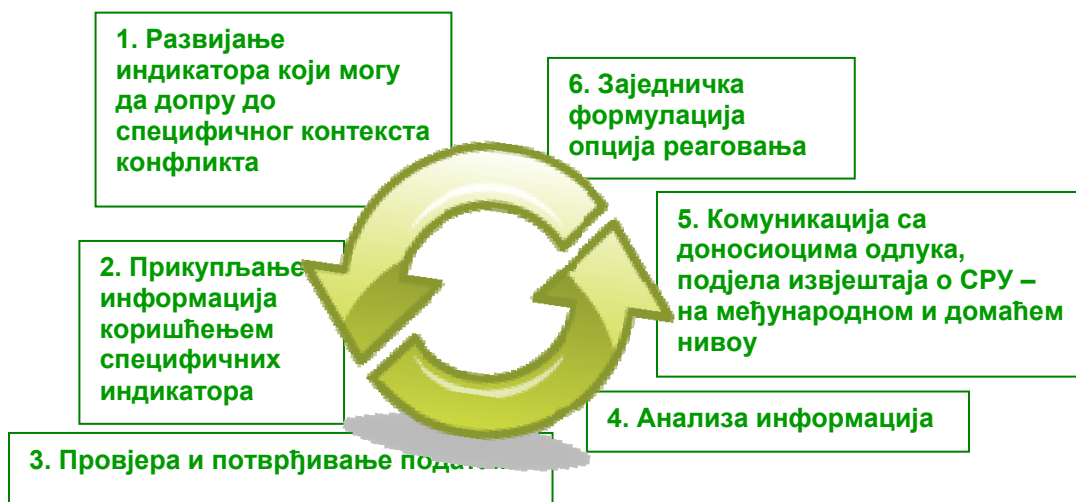 1. Развијање
индикатора који могу
да допру до
специфичног контекста
конфликта
2. Прикупљање
информација
коришћењем
специфичних
индикатора
3. Провјера и потврђивање
4. Анализа информација
5. Комуникација са
доносиоцима одлука,
подјела извјештаја о СРУ –
на међународном и домаћем
нивоу
6. Заједничка
формулација
опција реаговања